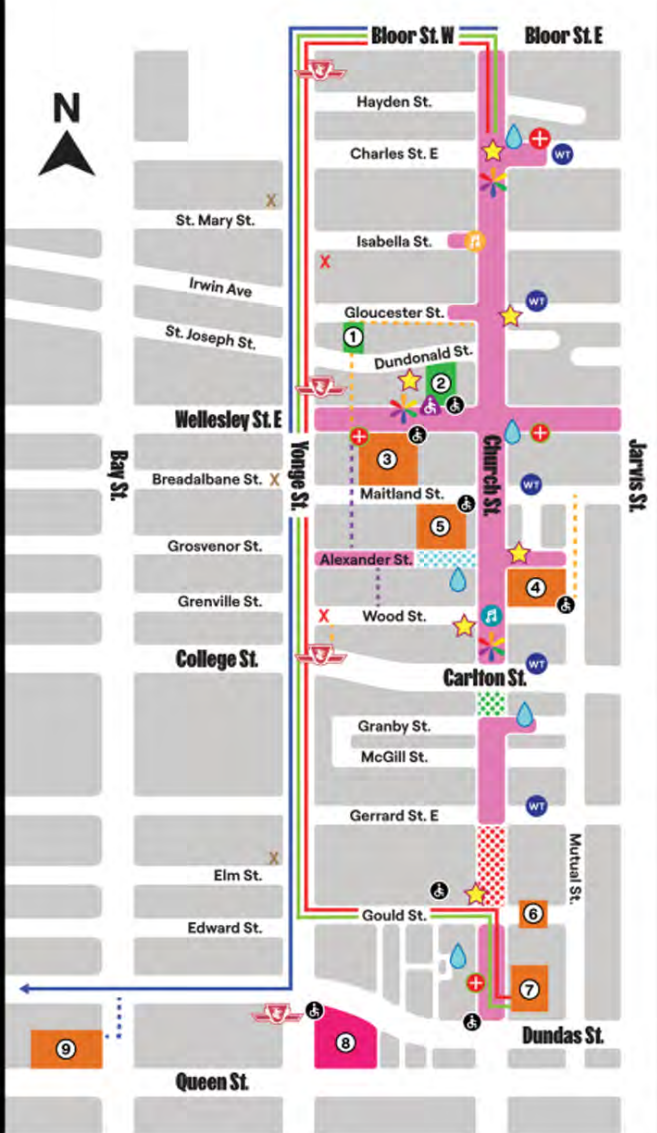 Bloor St. W
Bloor St. E
N
Hayden St.
Charles St. E
WT
X
St. Mary St.
Isabella St.
X
Irwin Ave
WT
Gloucester St.
St. Joseph St.
1
Dundonald St.
2
Wellesley St. E
3
Bay St.
Yonge St.
Church St.
Jarvis St.
Breadalbane St. X
WT
Maitland St.
5
Grosvenor St.
Alexander St.
4
Grenville St.
X
Wood St.
College St.
WT
Carlton St.
Granby St.
McGill St.
WT
Gerrard St. E
Mutual St.
X
Elm St.
Gould St.
6
Edward St.
7
Dundas St.
8
9
Queen St.